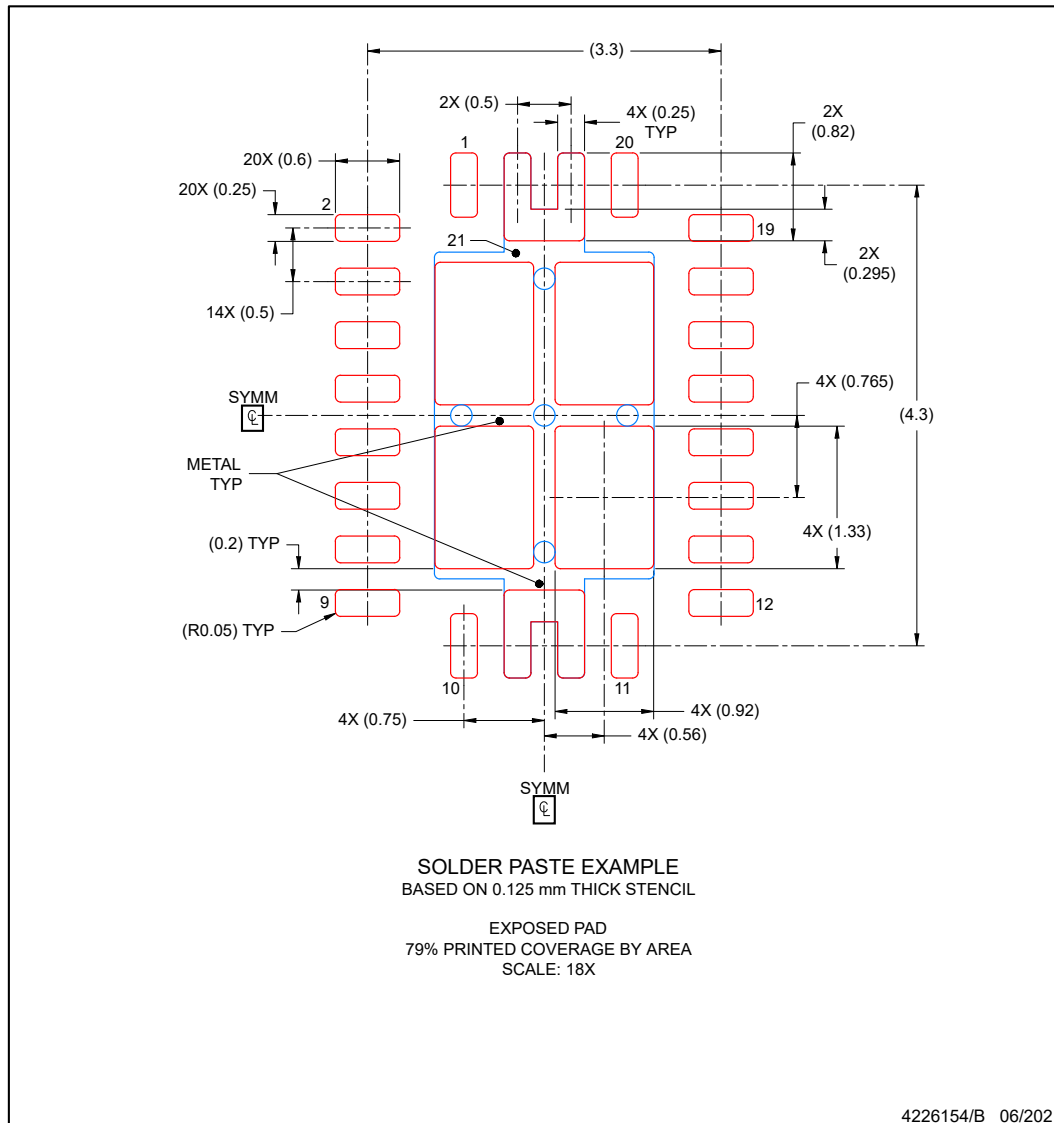 (3.3)
2X (0.5)
4X (0.25)
TYP
2X
(0.82)
1
20
20X (0.6)
20X (0.25)
2
19
21
2X
(0.295)
14X (0.5)
SYMM
4X (0.765)
(4.3)
METAL
TYP
4X (1.33)
(0.2) TYP
9
12
(R0.05) TYP
10
11
4X (0.75)
4X (0.92)
4X (0.56)
SYMM
SOLDER PASTE EXAMPLE
BASED ON 0.125 mm THICK STENCIL
EXPOSED PAD
79% PRINTED COVERAGE BY AREA
SCALE: 18X
4226154/B 06/202